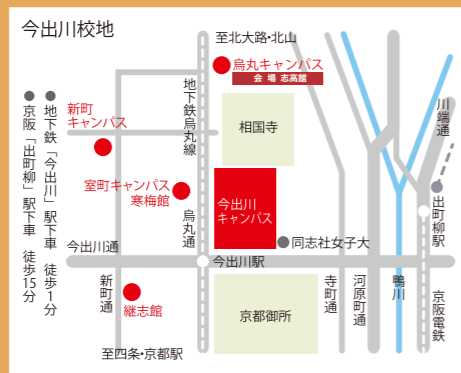 今出川校地
至北大路・北山
烏丸キャンパス
会 場 志高館
地下鉄烏丸線
相国寺
新町
キャンパス
室町キャンパス
寒梅館
烏丸通
今出川
キャンパス
同志社女子大
今出川通
今出川駅
新町通
継志館
京都御所
至四条・京都駅
寺町通
河原町通
鴨川
川端通
出町柳駅
京阪電鉄
●地下鉄「今出川」駅下車 徒歩1分
●京阪「出町柳」駅下車 徒歩15分